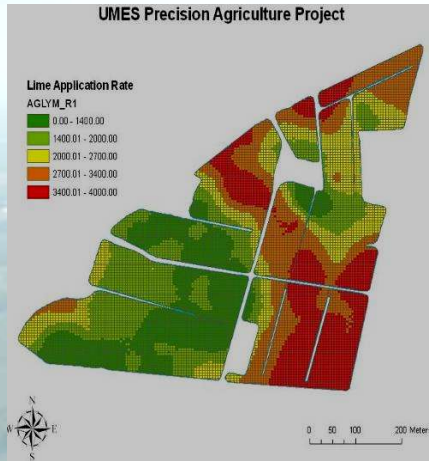 UMES Precision Agriculture Project
Lime Application Rate
AGLYM_R1
0.00 - 1400.00
1400.01 - 2000.00
2000.01 - 2700.00
2700.01 - 3400.00
3400.01 - 4000.00
N
W E
S
0 50 100 200 Meter